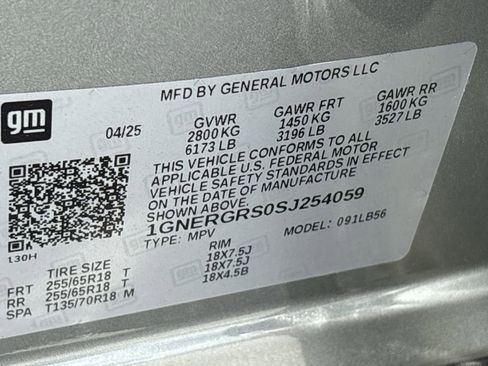 MFD BY GENERAL MOTORS LLC
gm
04/25
GVWR
2800 KG
6173 LB
GAWR FRT
1450 KG
3196 LB
GAWR RR
1600 KG
3527 LB
THIS VEHICLE CONFORMS TO ALL
APPLICABLE U.S. FEDERAL MOTOR
VEHICLE SAFETY STANDARDS IN EFFECT
ON THE DATE OF MANUFACTURE
1GNERGRS0SJ254059
TYPE: MPV
MODEL: 091LB56
130H
TIRE SIZE
RIM
FRT 255/65R18 T 18X7.5J
RR 255/65R18 T 18X7.5J
SPA T135/70R18 M 18X4.5B